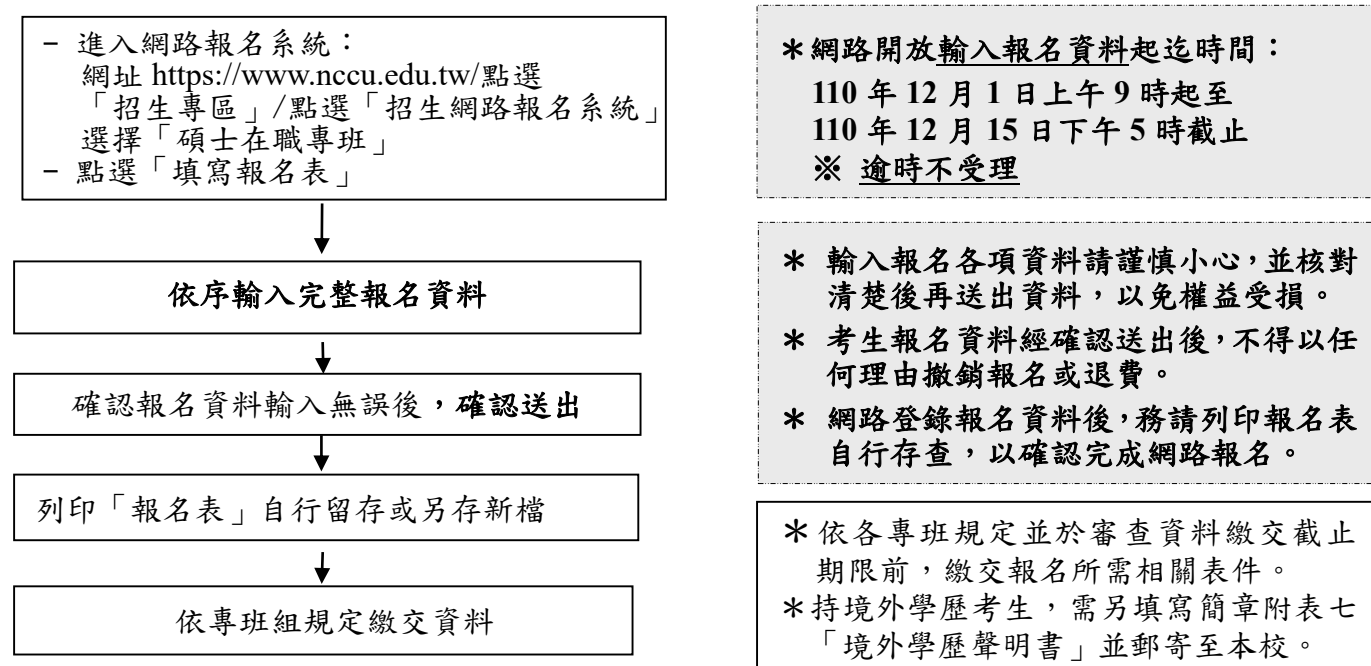 - 進入網路報名系統：
網址 https://www.nccu.edu.tw/點選
「招生專區」/點選「招生網路報名系統」
選擇「碩士在職專班」
- 點選「填寫報名表」
依序輸入完整報名資料
確認報名資料輸入無誤後，確認送出
列印「報名表」自行留存或另存新檔
依專班組規定繳交資料
＊網路開放輸入報名資料起迄時間：
110 年 12 月 1 日上午 9 時起至
110 年 12 月 15 日下午 5 時截止
※ 逾時不受理
＊ 輸入報名各項資料請謹慎小心，並核對
清楚後再送出資料，以免權益受損。
＊ 考生報名資料經確認送出後，不得以任
何理由撤銷報名或退費。
＊ 網路登錄報名資料後，務請列印報名表
自行存查，以確認完成網路報名。
＊依各專班規定並於審查資料繳交截止
期限前，繳交報名所需相關表件。
＊持境外學歷考生，需另填寫簡章附表七
「境外學歷聲明書」並郵寄至本校。